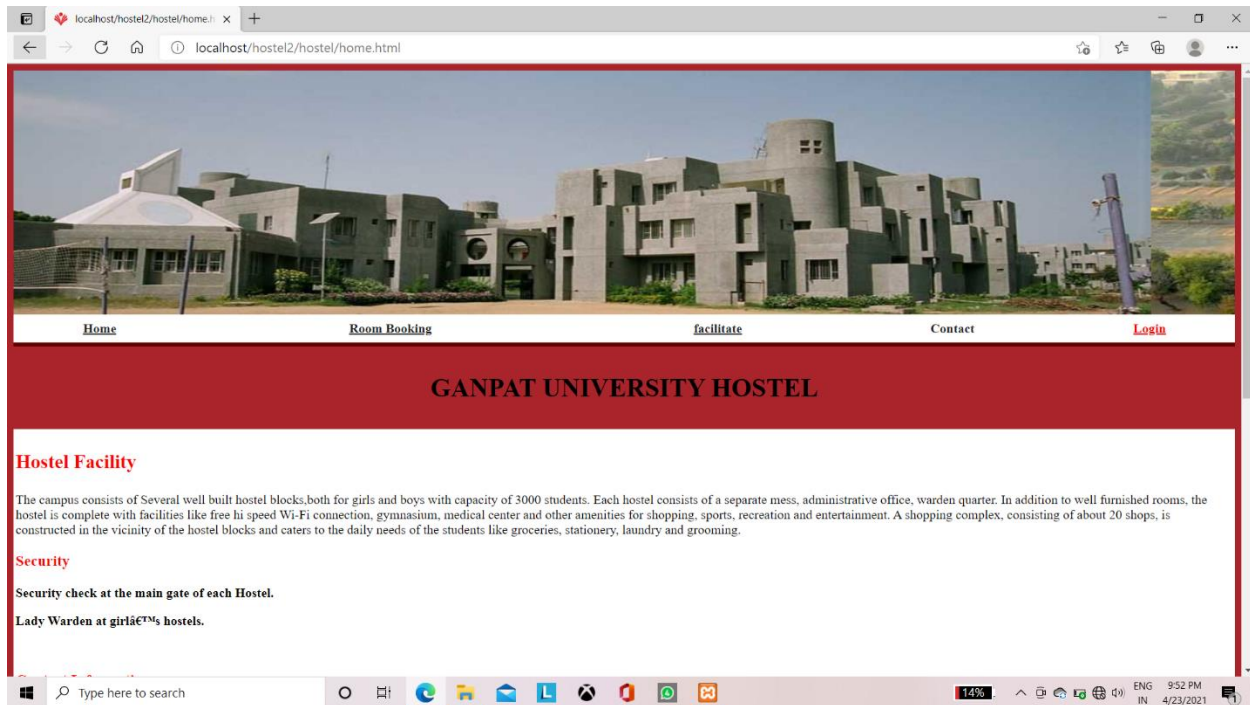 localhost/hostel2/hostel/home.h
localhost/hostel2/hostel/home.html
Home Room Booking facilitate Contact Login
GANPAT UNIVERSITY HOSTEL
Hostel Facility
The campus consists of Several well built hostel blocks,both for girls and boys with capacity of 3000 students. Each hostel consists of a separate mess, administrative office, warden quarter. In addition to well furnished rooms, the
hostel is complete with facilities like free hi speed Wi-Fi connection, gymnasium, medical center and other amenities for shopping, sports, recreation and entertainment. A shopping complex, consisting of about 20 shops, is
constructed in the vicinity of the hostel blocks and caters to the daily needs of the students like groceries, stationery, laundry and grooming.
Security
Security check at the main gate of each Hostel.
Lady Warden at girlâ€™s hostels.
Type here to search
L
14%
ENG 9:52 PM
IN 4/23/2021
1